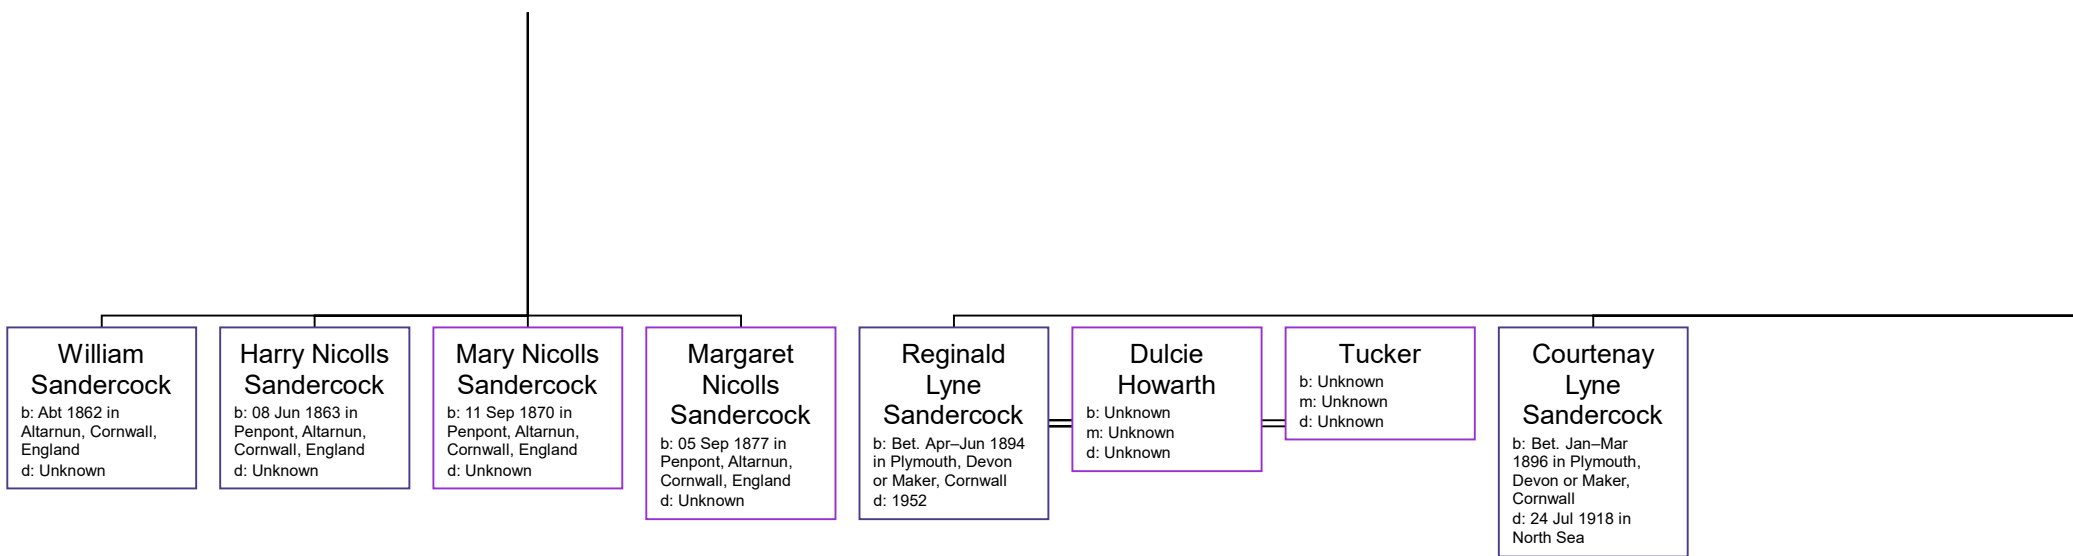 William
Sandercock
b: Abt 1862 in
Altarnun, Cornwall,
England
d: Unknown
Harry Nicolls
Sandercock
b: 08 Jun 1863 in
Penpont, Altarnun,
Cornwall, England
d: Unknown
Mary Nicolls
Sandercock
b: 11 Sep 1870 in
Penpont, Altarnun,
Cornwall, England
d: Unknown
Margaret
Nicolls
Sandercock
b: 05 Sep 1877 in
Penpont, Altarnun,
Cornwall, England
d: Unknown
Reginald
Lyne
Sandercock
b: Bet. Apr–Jun 1894
in Plymouth, Devon
or Maker, Cornwall
d: 1952
Dulcie
Howarth
b: Unknown
m: Unknown
d: Unknown
Tucker
b: Unknown
m: Unknown
d: Unknown
Courtenay
Lyne
Sandercock
b: Bet. Jan–Mar
1896 in Plymouth,
Devon or Maker,
Cornwall
d: 24 Jul 1918 in
North Sea